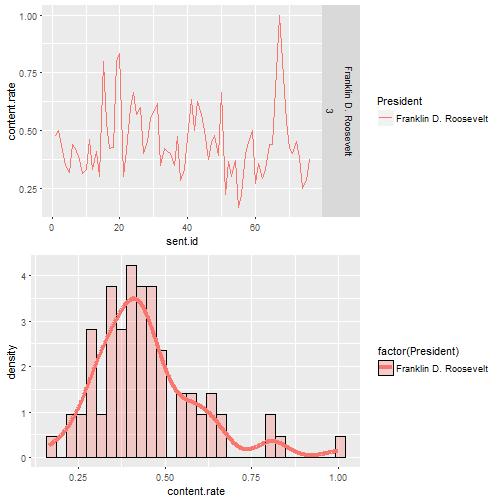 1.00
0.75
0.50
0.25
content.rate
0
20
40
60
sent.id
Franklin D. Roosevelt
3
President
Franklin D. Roosevelt
4
3
2
1
0
density
0.25
0.50
0.75
1.00
content.rate
factor(President)
Franklin D. Roosevelt